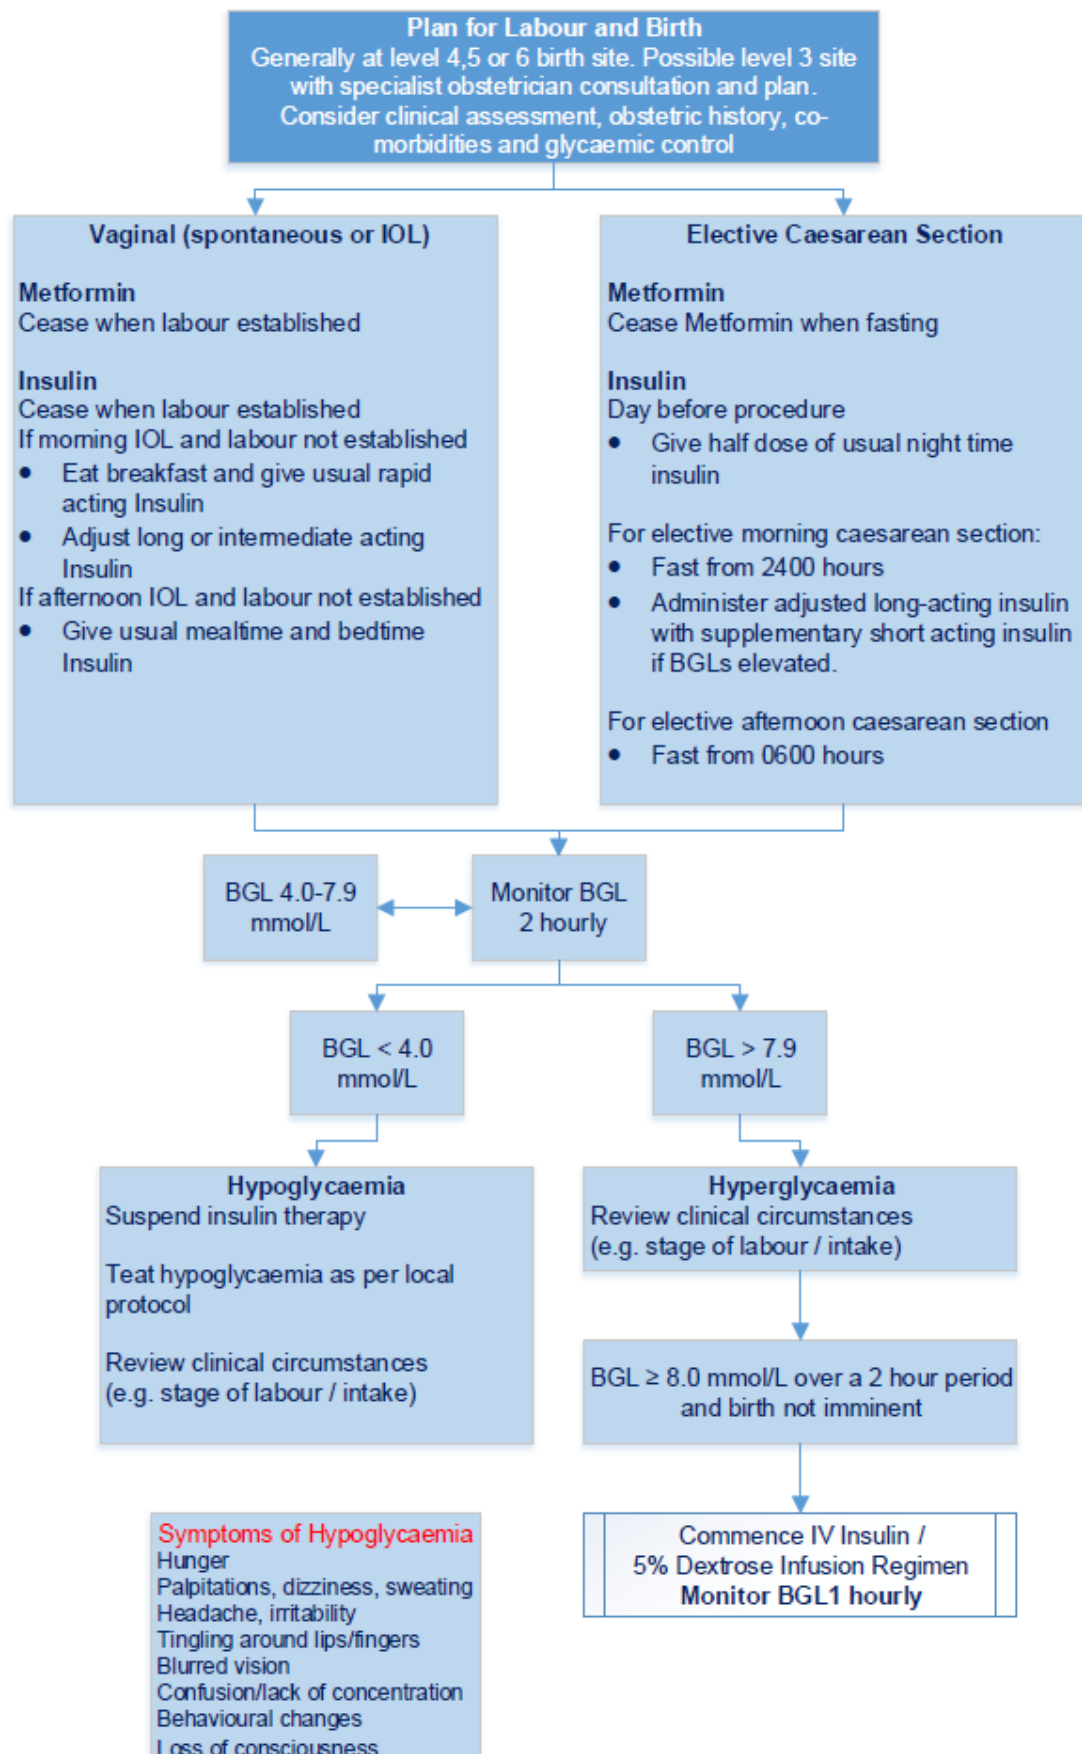 Plan for Labour and Birth
Generally at level 4,5 or 6 birth site. Possible level 3 site
with specialist obstetrician consultation and plan.
Consider clinical assessment, obstetric history, co-
morbidities and glycaemic control
Vaginal (spontaneous or IOL)
Metformin
Cease when labour established
Insulin
Cease when labour established
If morning IOL and labour not established
• Eat breakfast and give usual rapid
acting Insulin
• Adjust long or intermediate acting
Insulin
If afternoon IOL and labour not established
• Give usual mealtime and bedtime
Insulin
Elective Caesarean Section
Metformin
Cease Metformin when fasting
Insulin
Day before procedure
• Give half dose of usual night time
insulin
For elective morning caesarean section:
• Fast from 2400 hours
• Administer adjusted long-acting insulin
with supplementary short acting insulin
if BGLs elevated.
For elective afternoon caesarean section
• Fast from 0600 hours
BGL 4.0-7.9
mmol/L
Monitor BGL
2 hourly
BGL < 4.0
mmol/L
BGL > 7.9
mmol/L
Hypoglycaemia
Suspend insulin therapy
Teat hypoglycaemia as per local
protocol
Review clinical circumstances
(e.g. stage of labour / intake)
Hyperglycaemia
Review clinical circumstances
(e.g. stage of labour / intake)
BGL ≥ 8.0 mmol/L over a 2 hour period
and birth not imminent
Commence IV Insulin /
5% Dextrose Infusion Regimen
Monitor BGL1 hourly
Symptoms of Hypoglycaemia
Hunger
Palpitations, dizziness, sweating
Headache, irritability
Tingling around lips/fingers
Blurred vision
Confusion/lack of concentration
Behavioural changes
Loss of consciousness